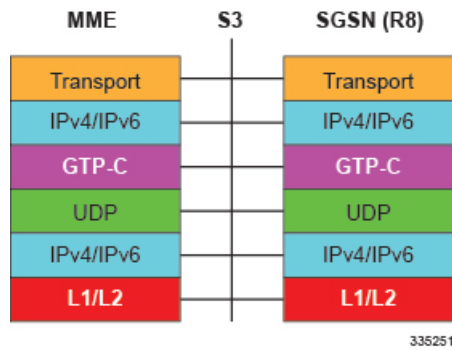 MME S3 SGSN (R8)
Transport Transport
IPv4/IPv6 IPv4/IPv6
GTP-C GTP-C
UDP UDP
IPv4/IPv6 IPv4/IPv6
L1/L2 L1/L2
335251